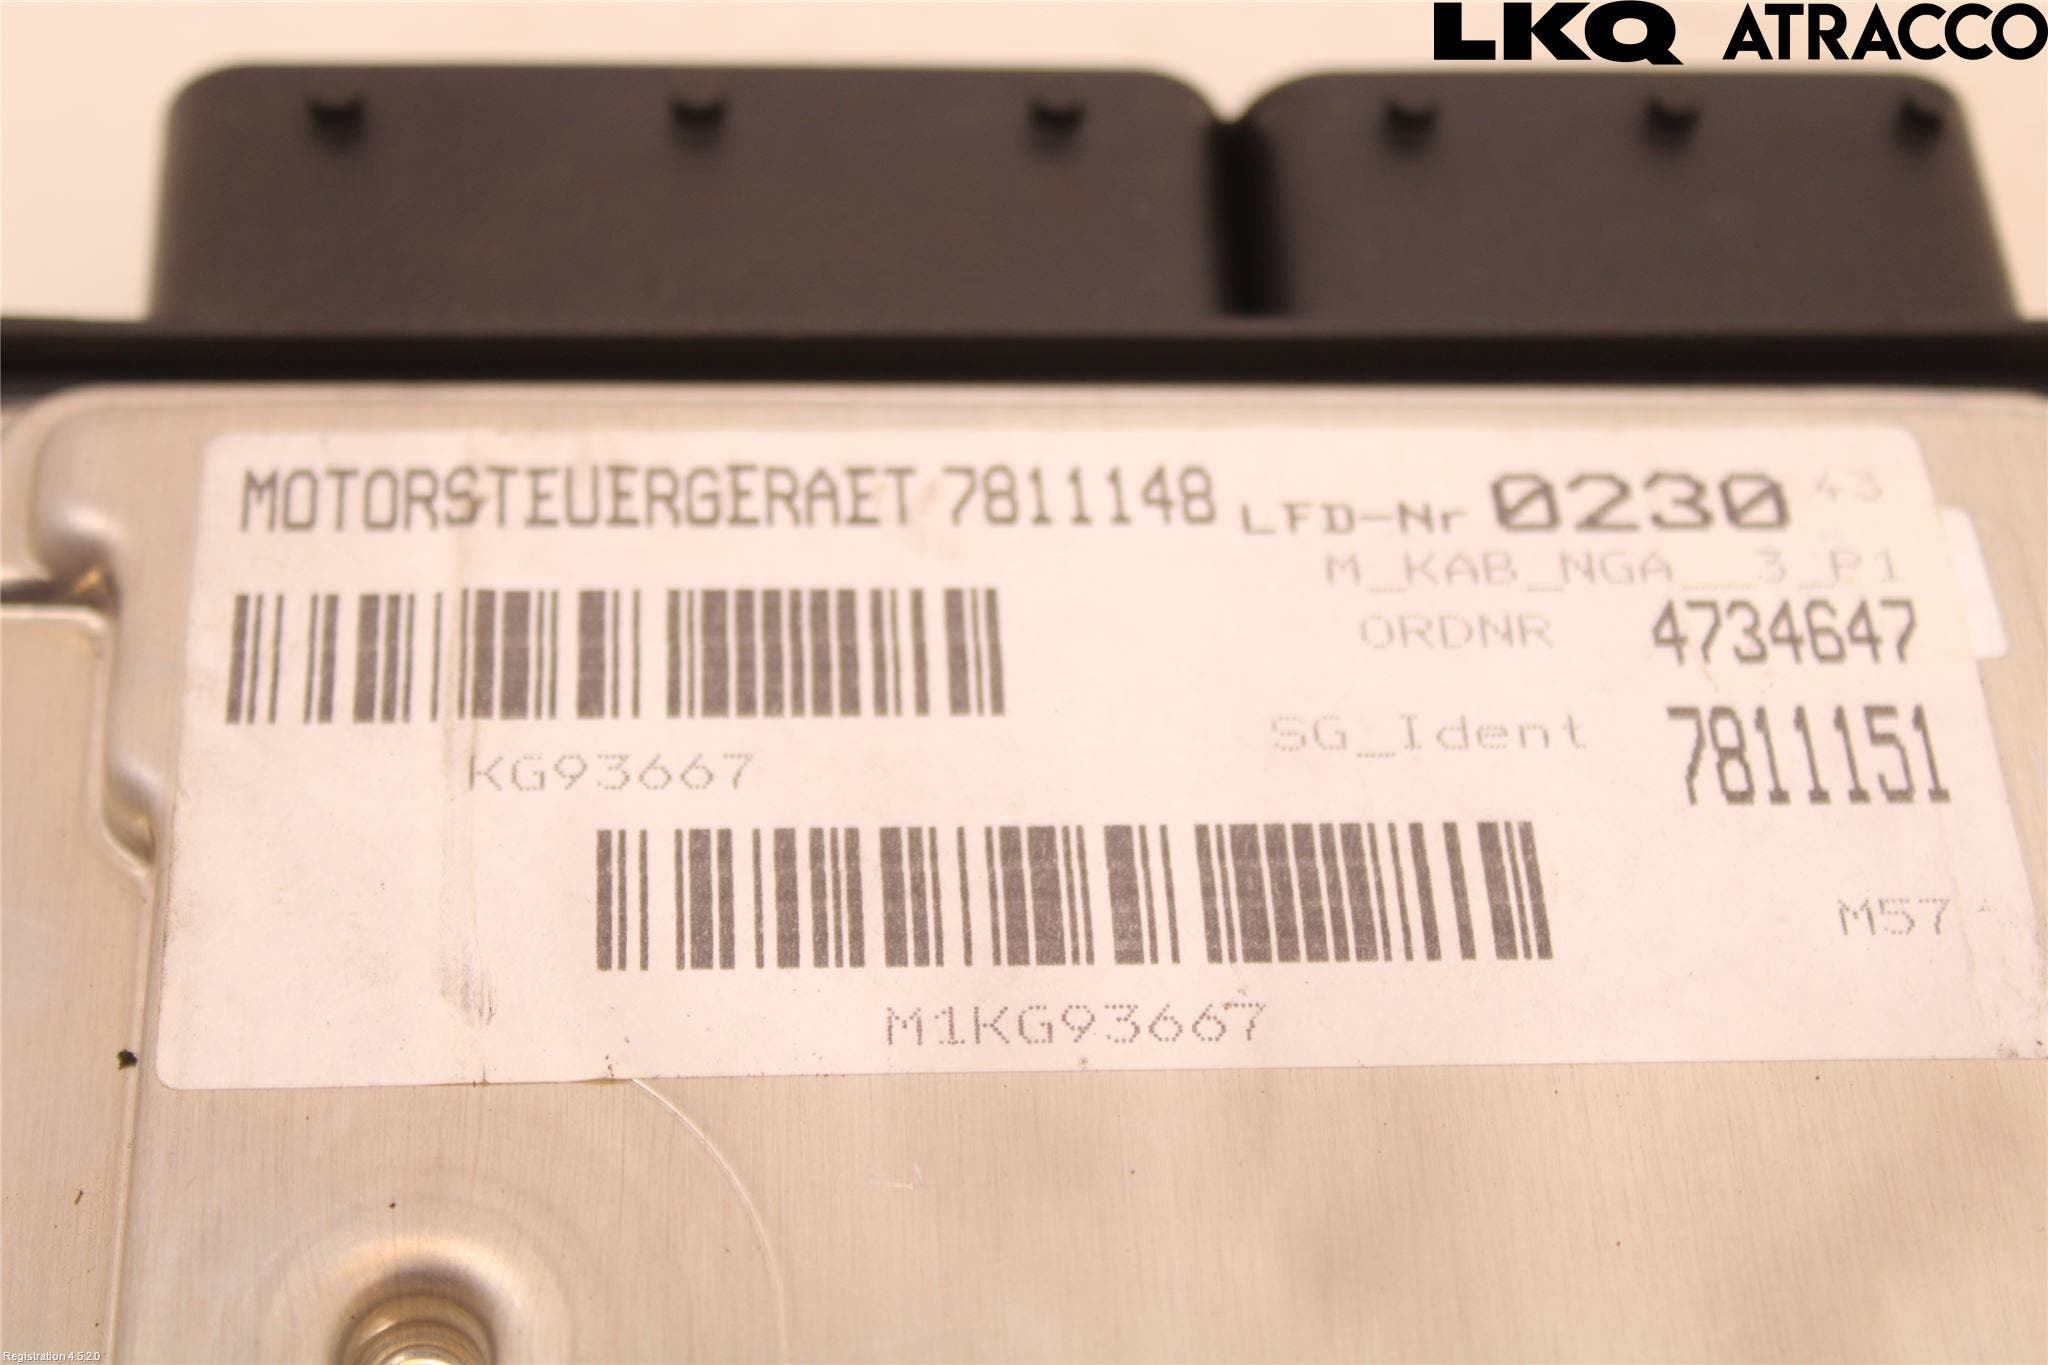 LKQ ATRACCO
MOTORSTEUERGERAET 7811148 LFD-Nr 0230 43
M_KAB_NGA__3_P1
ORDNR 4734647
SG_Ident 7811151
KG93667
M57
M1KG93667
Registration 4.5.2.0